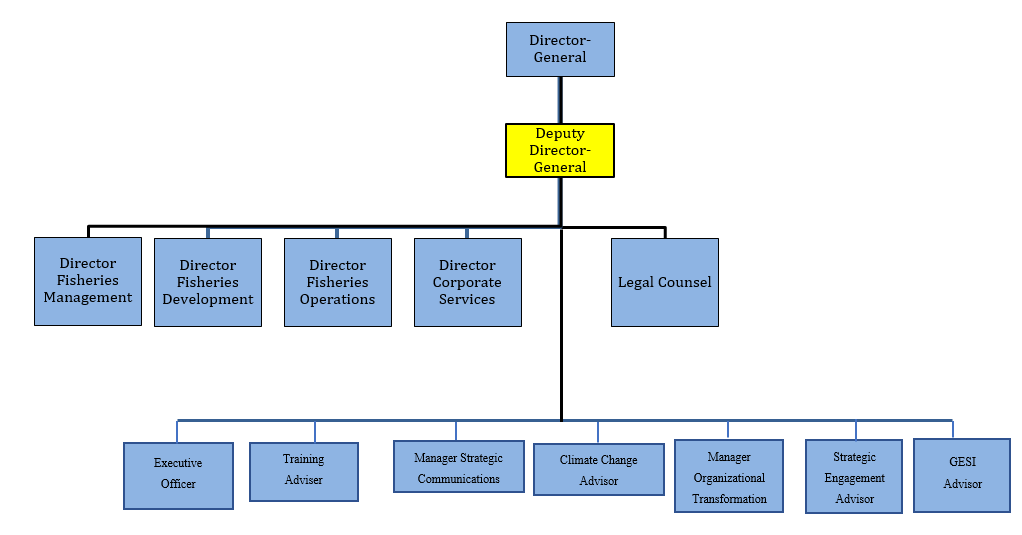 Director-
General
Deputy
Director-
General
Director
Fisheries
Management
Director
Fisheries
Development
Director
Fisheries
Operations
Director
Corporate
Services
Legal Counsel
Executive
Officer
Training
Adviser
Manager Strategic
Communications
Climate Change
Advisor
Manager
Organizational
Transformation
Strategic
Engagement
Advisor
GESI
Advisor